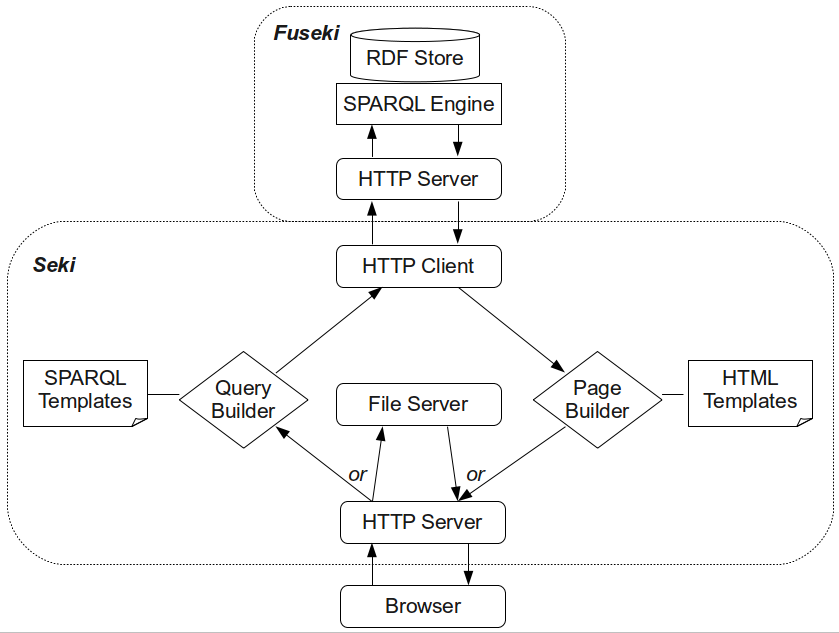 Fuseki
RDF Store
SPARQL Engine
HTTP Server
Seki
HTTP Client
SPARQL
Templates
Query
Builder
File Server
Page
Builder
HTML
Templates
or
or
HTTP Server
Browser